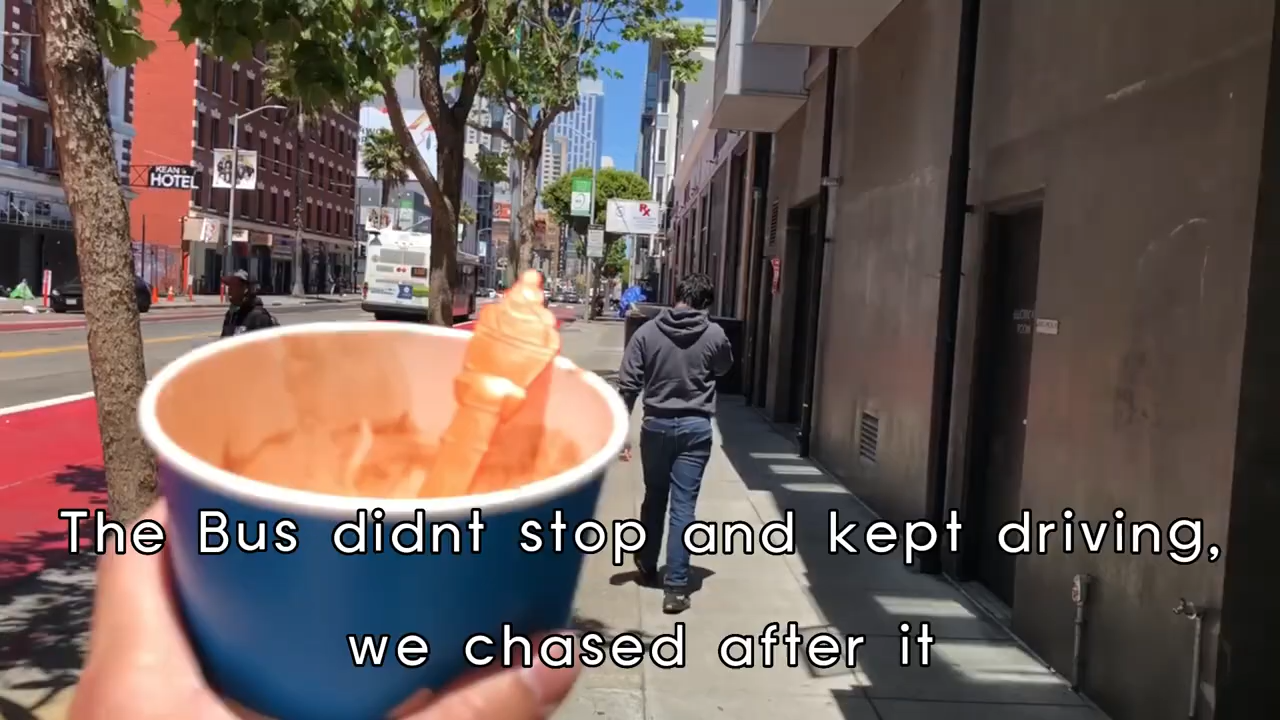 KEAN'S
HOTEL
RX
The Bus didnt stop and kept driving,
we chased after it